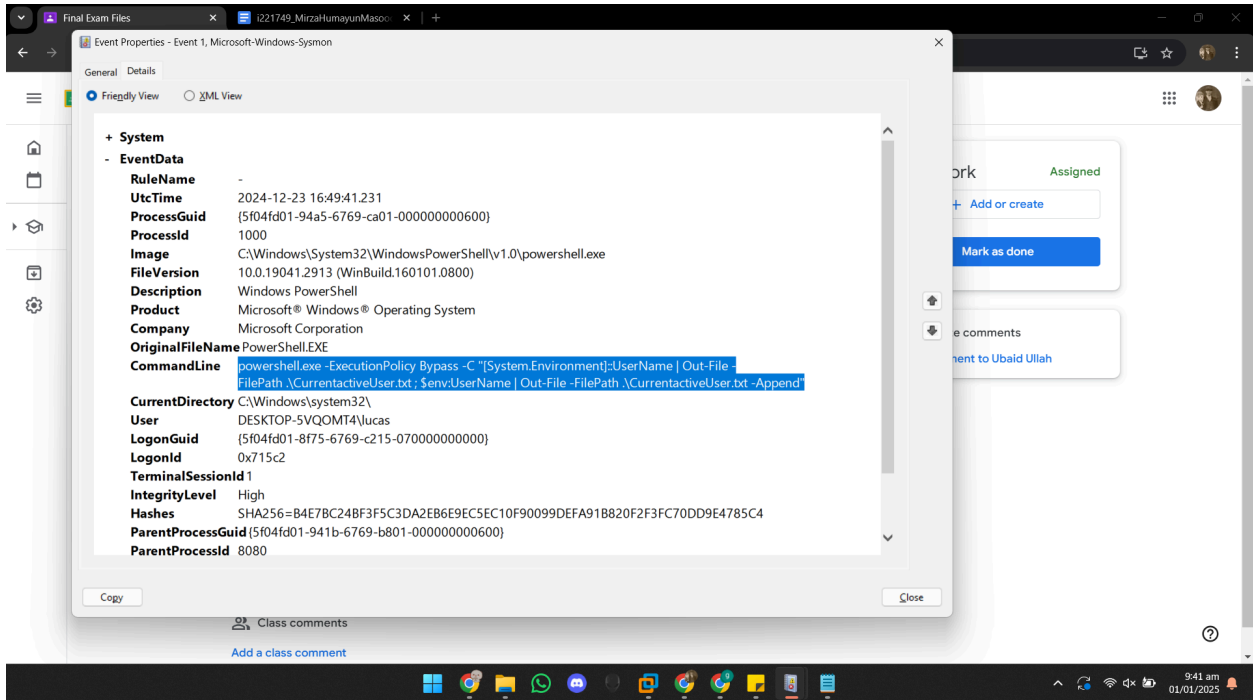 Final Exam Files
i221749_MirzaHumayunMasoo
Event Properties - Event 1, Microsoft-Windows-Sysmon
General Details
Friendly View XML View
+ System
- EventData
RuleName -
UtcTime 2024-12-23 16:49:41.231
ProcessGuid {5f04fd01-94a5-6769-ca01-000000000600}
ProcessId 1000
Image C:\Windows\System32\WindowsPowerShell\v1.0\powershell.exe
FileVersion 10.0.19041.2913 (WinBuild.160101.0800)
Description Windows PowerShell
Product Microsoft® Windows® Operating System
Company Microsoft Corporation
OriginalFileName PowerShell.EXE
CommandLine powershell.exe -ExecutionPolicy Bypass -C "[System.Environment]::UserName | Out-File -
FilePath .\CurrentactiveUser.txt ; $env:UserName | Out-File -FilePath .\CurrentactiveUser.txt -Append"
CurrentDirectory C:\Windows\system32\
User DESKTOP-5VQOMT4\lucas
LogonGuid {5f04fd01-8f75-6769-c215-070000000000}
LogonId 0x715c2
TerminalSessionId 1
IntegrityLevel High
Hashes SHA256=B4E7BC24BF3F5C3DA2EB6E9EC5EC10F90099DEFA91B820F2F3FC70DD9E4785C4
ParentProcessGuid {5f04fd01-941b-6769-b801-000000000600}
ParentProcessId 8080
Copy Close
ork Assigned
+ Add or create
Mark as done
e comments
nent to Ubaid Ullah
Class comments
Add a class comment
9:41 am
01/01/2025